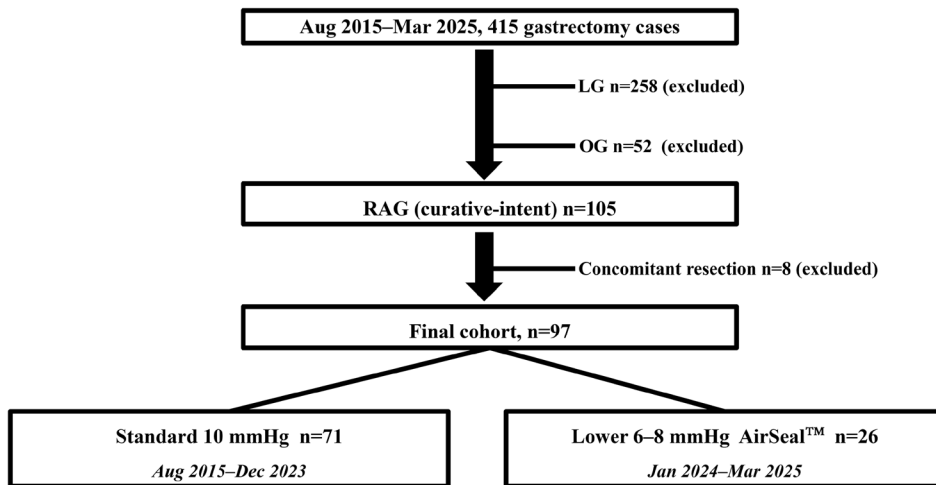 Aug 2015–Mar 2025, 415 gastrectomy cases
LG n=258 (excluded)
OG n=52 (excluded)
RAG (curative-intent) n=105
Concomitant resection n=8 (excluded)
Final cohort, n=97
Standard 10 mmHg n=71
Aug 2015–Dec 2023
Lower 6–8 mmHg AirSeal™ n=26
Jan 2024–Mar 2025